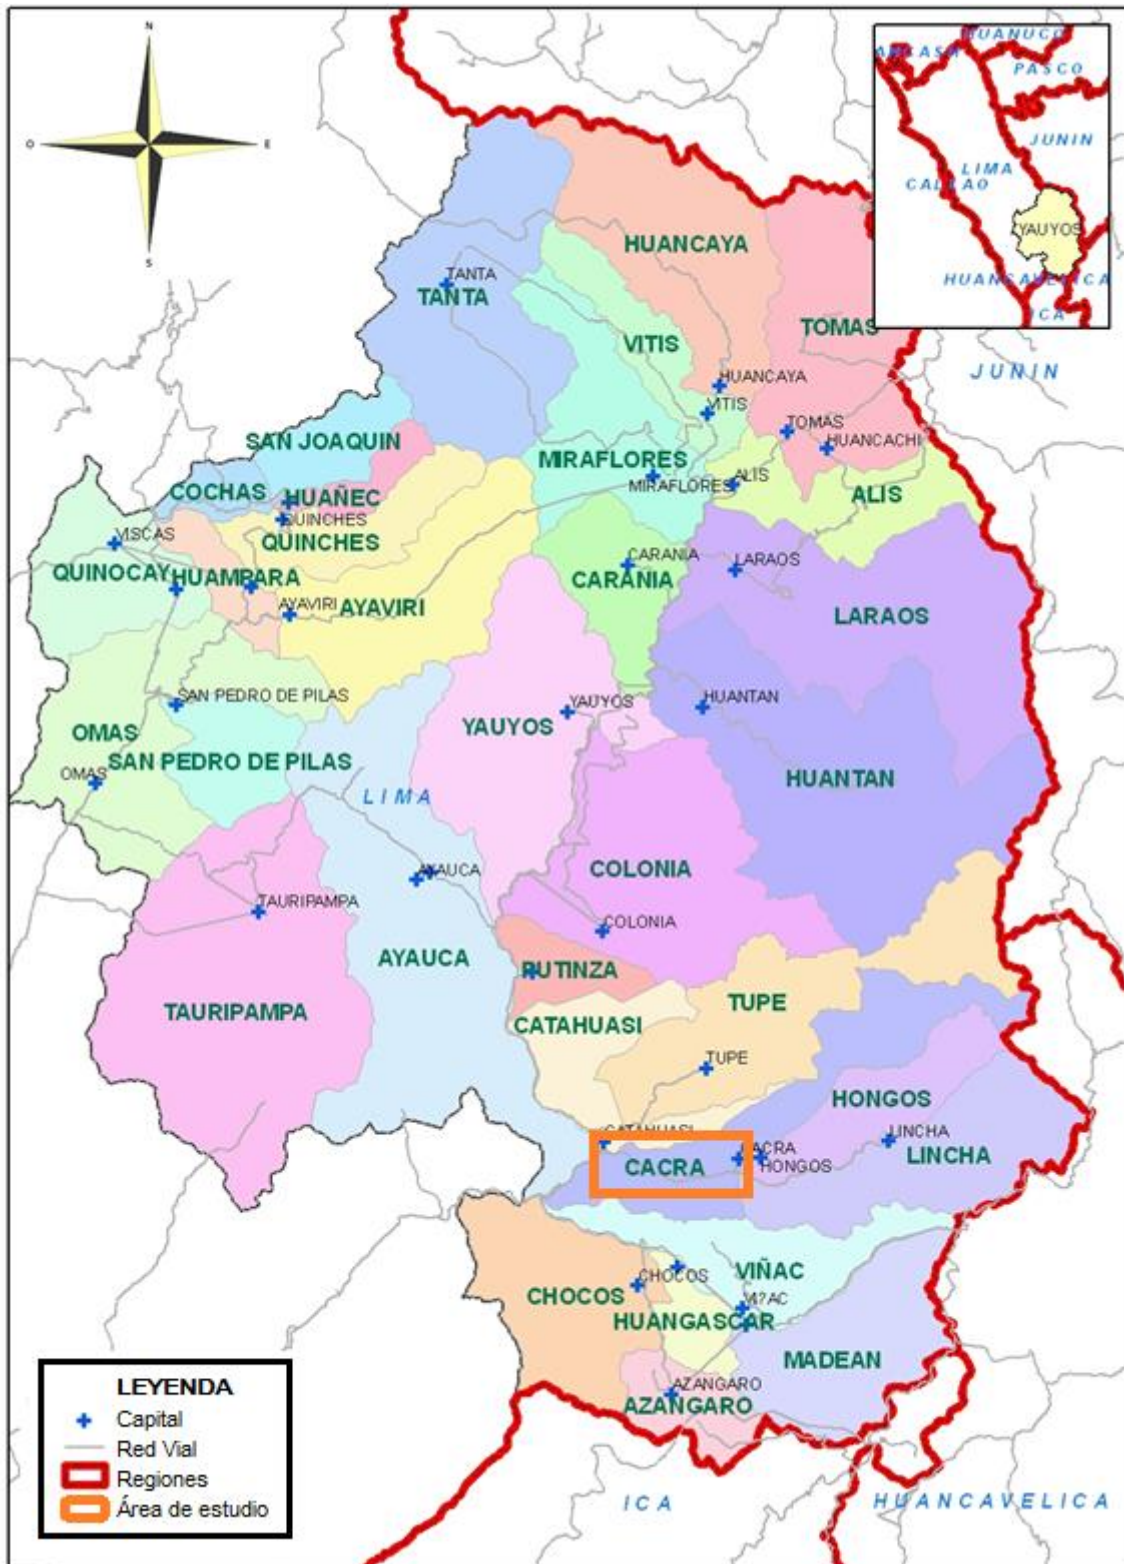 N
O
E
S
HUANUCO
ANCASH
PASCO
JUNIN
LIMA
CALLAO
YAUYOS
HUANCAVELICA
ICA
HUANCAYA
TANTA
TANTA
TOMAS
VITIS
JUNIN
HUANCAYA
VITIS
TOMAS
HUANCACHI
SAN JOAQUIN
MIRAFLORES
ALIS
MIRAFLORES
ALIS
COCHAS
HUAÑEC
QUINCHES
QUINCHES
VISCAS
CARANIA
LARAOS
QUINOCAY
HUAMPARA
CARANIA
AYAVIRI
AYAVIRI
LARAOS
SAN PEDRO DE PILAS
YAUYOS
HUANTAN
OMAS
YAUYOS
SAN PEDRO DE PILAS
OMAS
HUANTAN
LIMA
COLONIA
AYAUCA
TAURIPAMPA
COLONIA
AYAUCA
PUTINZA
TAURIPAMPA
TUPE
CATAHUASI
TUPE
HONGOS
CATAHUASI
LINCHA
CACRA
LINCHA
CACRA
HONGOS
VIÑAC
CHOCOS
CHOCOS
VI?AC
HUANGASCAR
MADEAN
AZANGARO
AZANGARO
LEYENDA
Capital
Red Vial
Regiones
Área de estudio
ICA
HUANCAVELICA